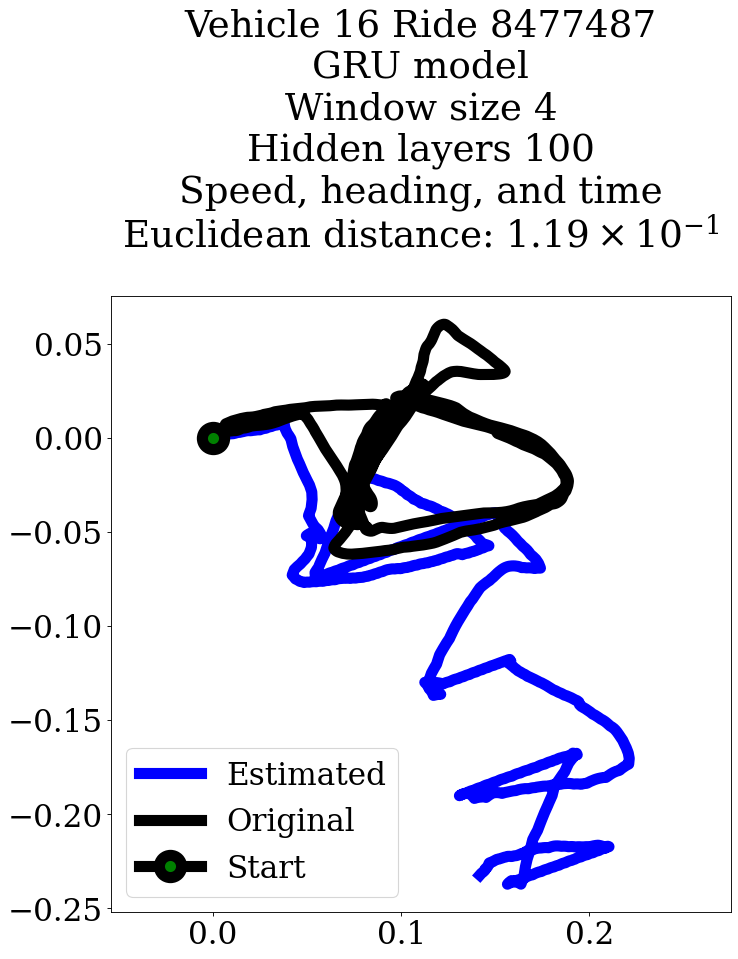 Vehicle 16 Ride 8477487
GRU model
Window size 4
Hidden layers 100
Speed, heading, and time
Euclidean distance: 1.19 × 10⁻¹
0.05
0.00
−0.05
−0.10
−0.15
−0.20
−0.25
Estimated
Original
Start
0.0 0.1 0.2